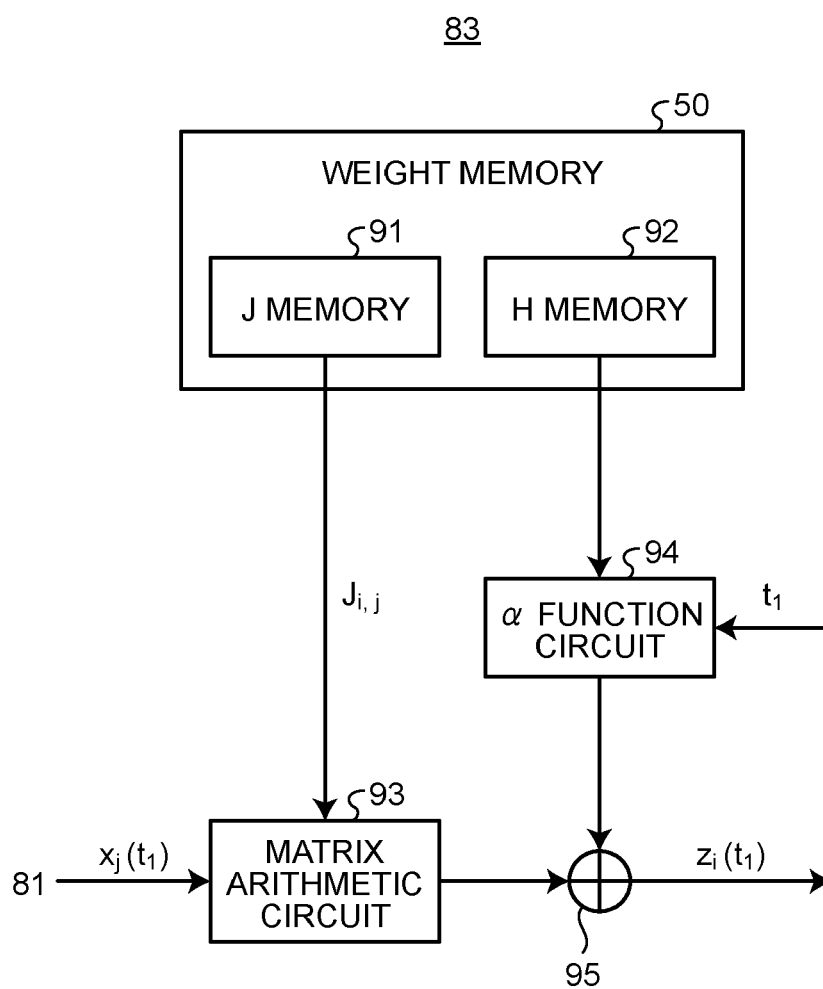 83
50
WEIGHT MEMORY
91
92
J MEMORY
H MEMORY
94
J_{i, j}
α FUNCTION
CIRCUIT
t_1
93
x_j (t_1)
81
MATRIX
ARITHMETIC
CIRCUIT
z_i (t_1)
95